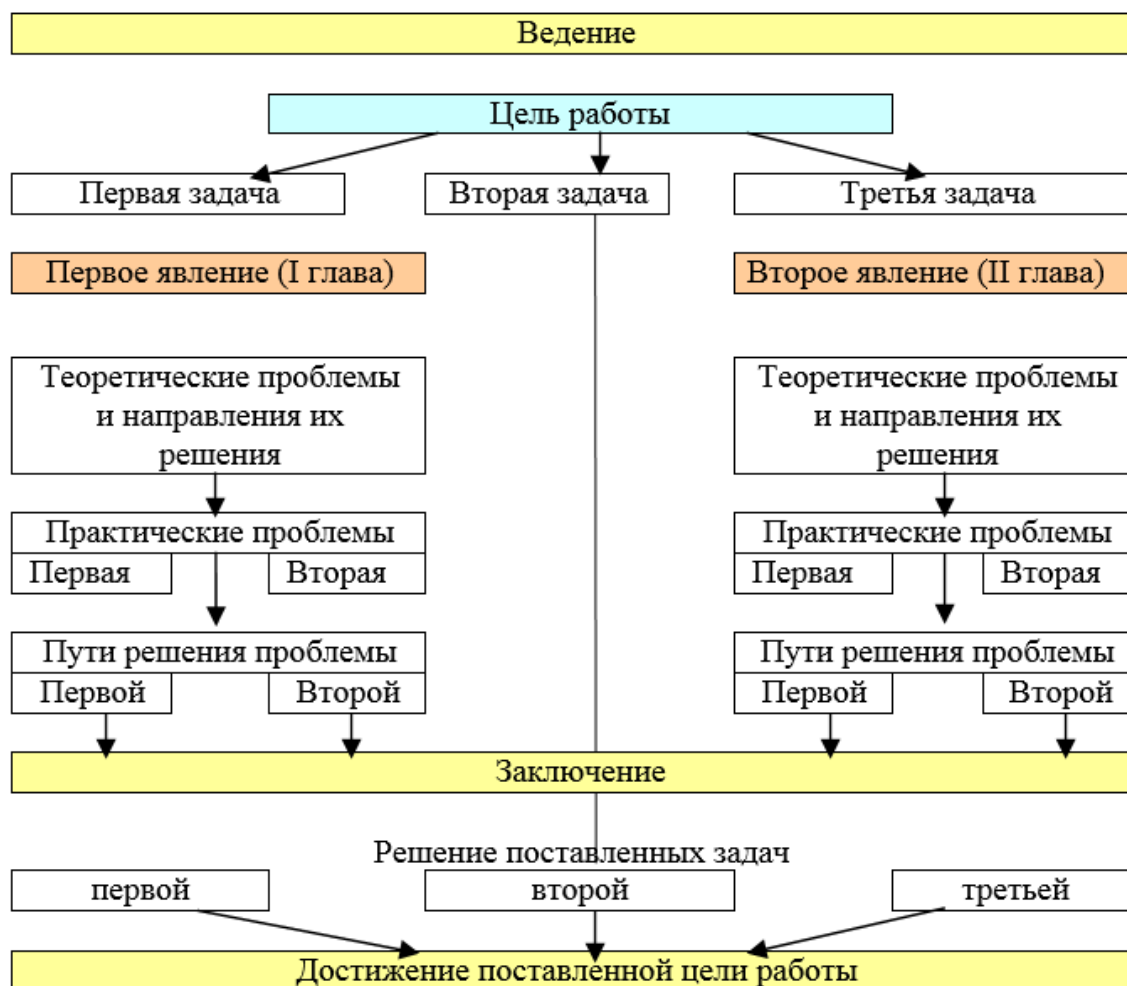 Ведение
Цель работы
Первая задача
Вторая задача
Третья задача
Первое явление (I глава)
Второе явление (II глава)
Теоретические проблемы
и направления их
решения
Теоретические проблемы
и направления их
решения
Практические проблемы
Первая
Вторая
Практические проблемы
Первая
Вторая
Пути решения проблемы
Первой
Второй
Пути решения проблемы
Первой
Второй
Заключение
Решение поставленных задач
первой
второй
третьей
Достижение поставленной цели работы